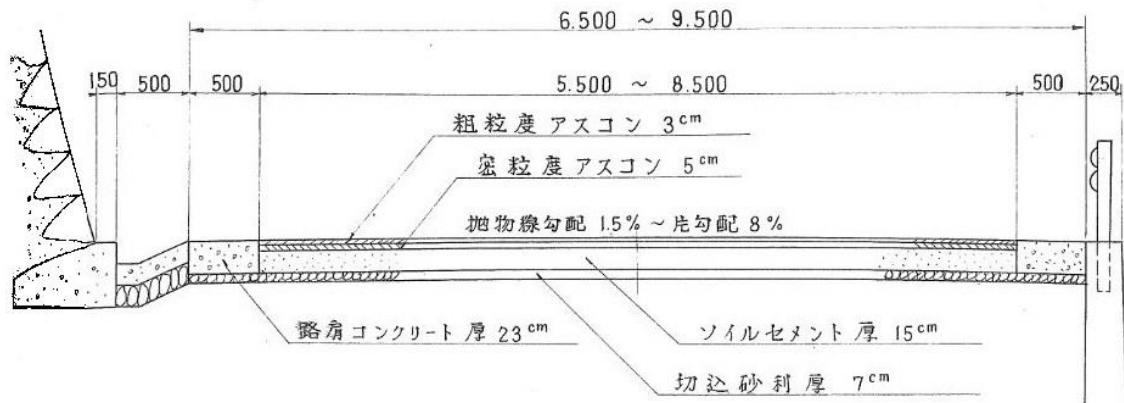 6.500 ～ 9.500
150 500 500 5.500 ～ 8.500 500 250
粗粒度アスコン 3cm
密粒度アスコン 5cm
抛物線勾配 1.5% ～ 片勾配 8%
路肩コンクリート厚 23cm
ソイルセメント厚 15cm
切込砂利厚 7cm